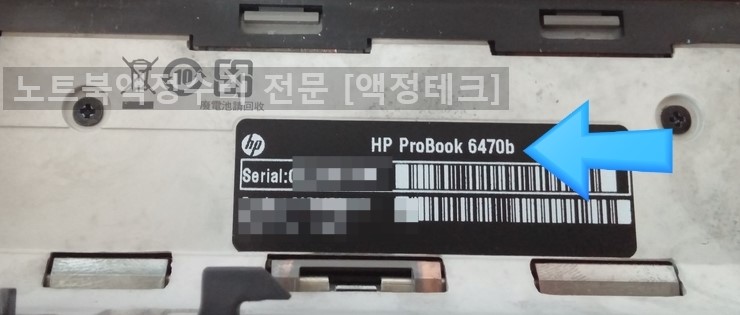 노트북액정수리 전문 [액정테크]
廢電池請回收
hp
HP ProBook 6470b
Serial: